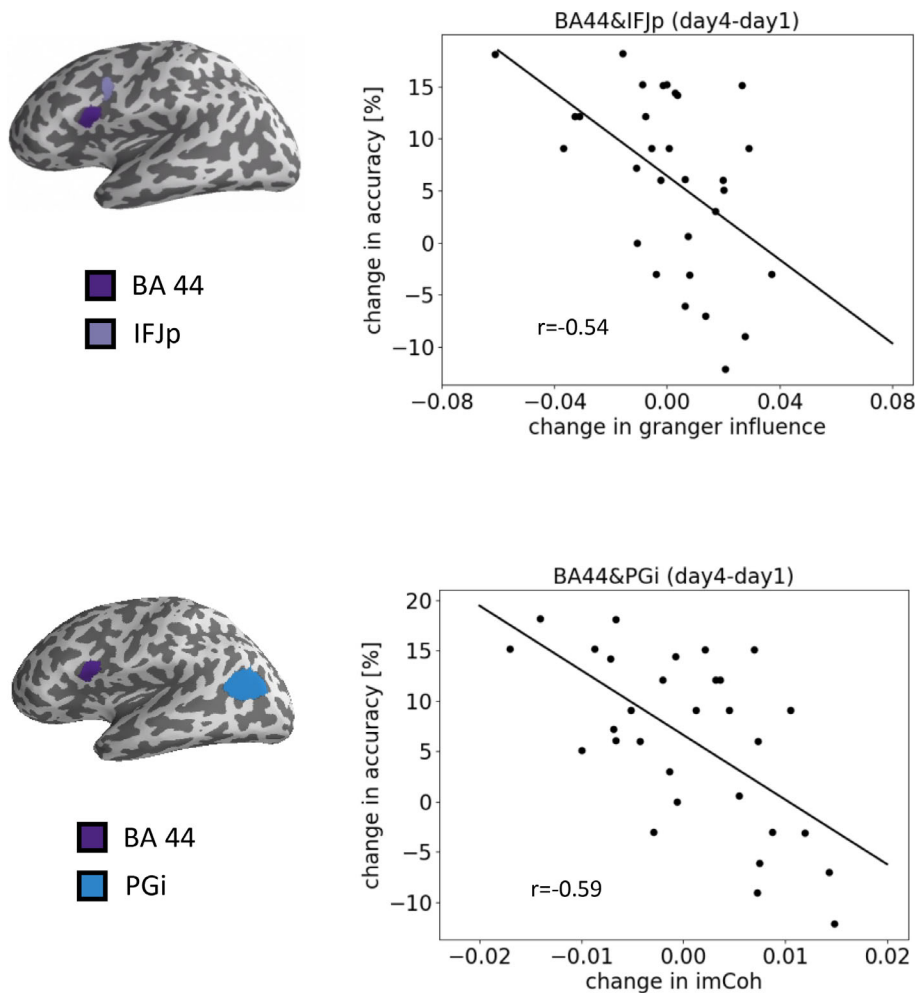 BA44&IFJp (day4-day1)
BA 44
IFJp
change in accuracy [%]
15
10
5
0
−5
−10
r=-0.54
−0.08
−0.04
0.00
0.04
0.08
change in granger influence
BA44&PGi (day4-day1)
BA 44
PGi
change in accuracy [%]
20
15
10
5
0
−5
−10
r=-0.59
−0.02
−0.01
0.00
0.01
0.02
change in imCoh